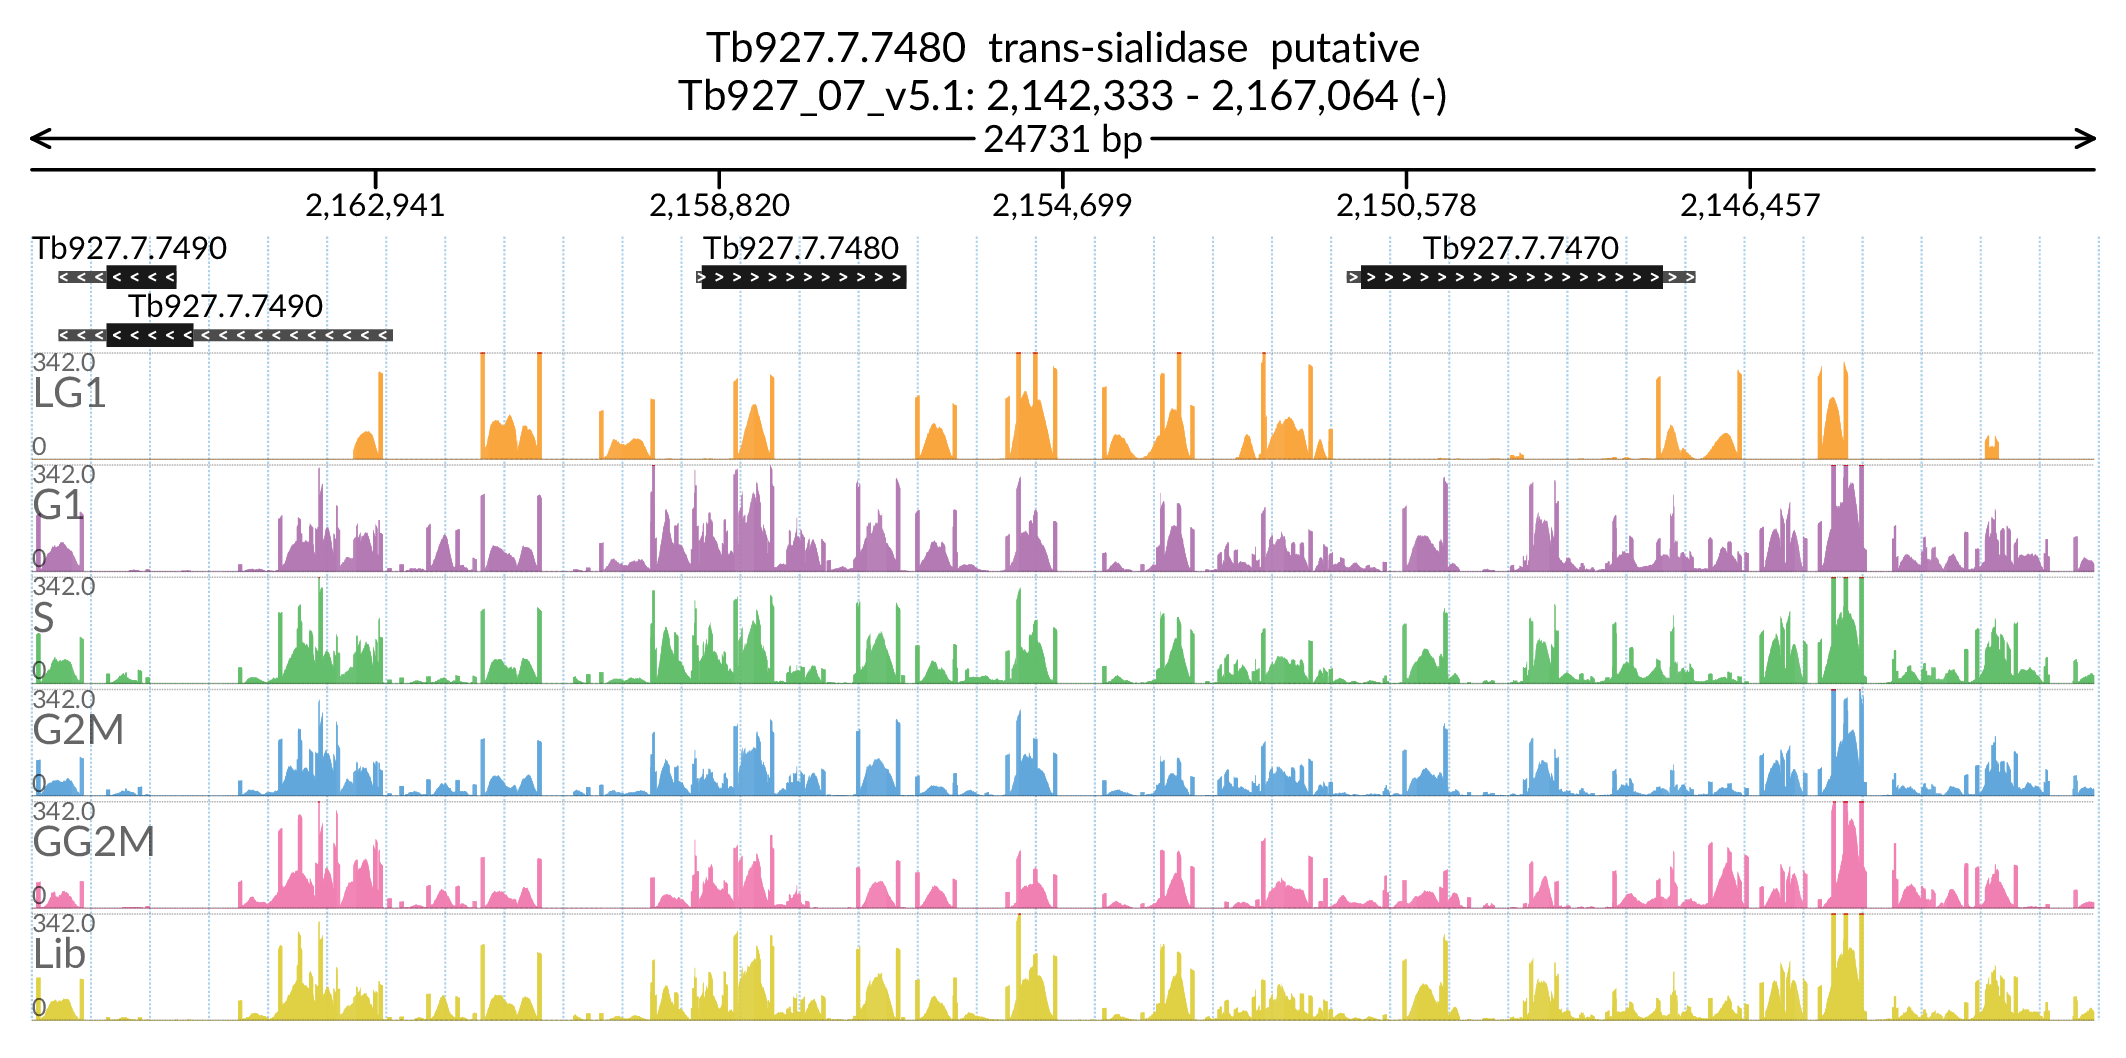 Tb927.7.7480 trans-sialidase putative
Tb927_07_v5.1: 2,142,333 - 2,167,064 (-)
24731 bp
2,162,941 2,158,820 2,154,699 2,150,578 2,146,457
Tb927.7.7490 Tb927.7.7480 Tb927.7.7470
Tb927.7.7490
342.0
LG1
0
342.0
G1
0
342.0
S
0
342.0
G2M
0
342.0
GG2M
0
342.0
Lib
0